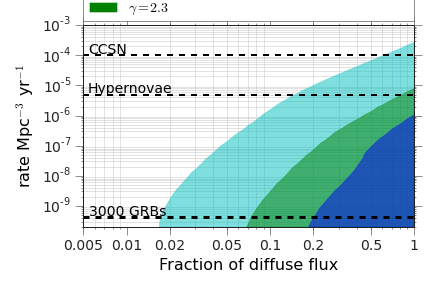 γ=2.3
10⁻³
10⁻⁴
10⁻⁵
10⁻⁶
10⁻⁷
10⁻⁸
10⁻⁹
rate Mpc⁻³ yr⁻¹
CCSN
Hypernovae
3000 GRBs
0.005 0.01 0.02 0.05 0.1 0.2 0.5 1
Fraction of diffuse flux